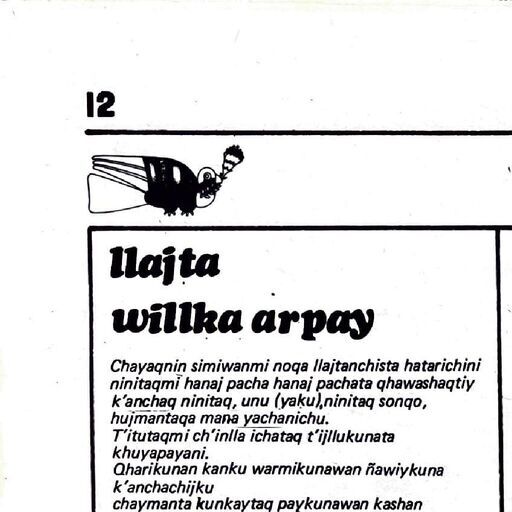 12
llajta
willka arpay
Chayaqnin simiwanmi noqa llajtanchista hatarichini
ninitaqmi hanaj pacha hanaj pachata qhawashaqtiy
k'anchaq ninitaq, unu (yaku), ninitaq sonqo,
hujmantaqa mana yachanichu.
T'itutaqmi ch'inlla ichataq t'ijllukunata
khuyapayani.
Qharikunan kanku warmikunawan ñawiykuna
k'anchachijku
chaymanta kunkaytaq paykunawan kashan